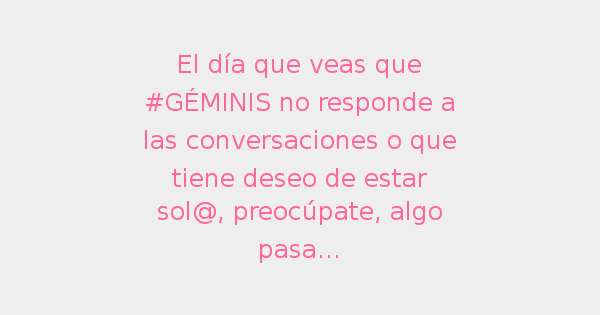 El día que veas que
#GÉMINIS no responde a
las conversaciones o que
tiene deseo de estar
sol@, preocúpate, algo
pasa...